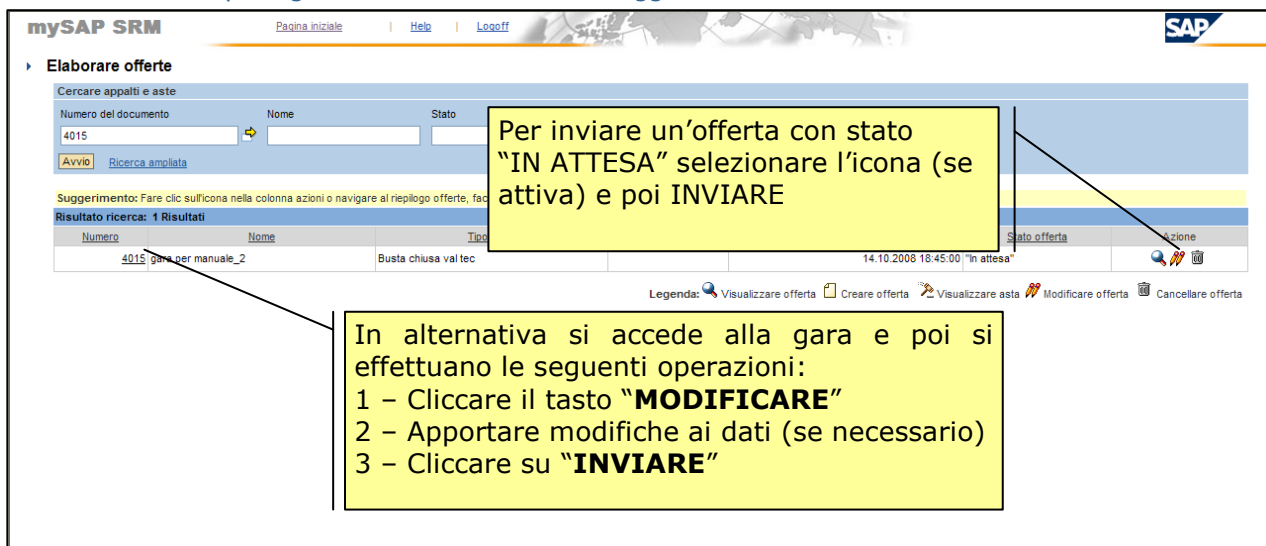 mySAP SRM
Pagina iniziale | Help | Logoff
SAP
Elaborare offerte
Cercare appalti e aste
Numero del documento Nome Stato
4015
Avvio Ricerca ampliata
Per inviare un’offerta con stato
“IN ATTESA” selezionare l’icona (se
attiva) e poi INVIARE
Suggerimento: Fare clic sull'icona nella colonna azioni o navigare al riepilogo offerte,
Risultato ricerca: 1 Risultati
Numero Nome Stato offerta Azione
4015 gara per manuale_2 Busta chiusa val tec 14.10.2008 18:45:00 "In attesa"
Legenda: Visualizzare offerta Creare offerta Visualizzare asta Modificare offerta Cancellare offerta
In alternativa si accede alla gara e poi si
effettuano le seguenti operazioni:
1 – Cliccare il tasto “MODIFICARE”
2 – Apportare modifiche ai dati (se necessario)
3 – Cliccare su “INVIARE”